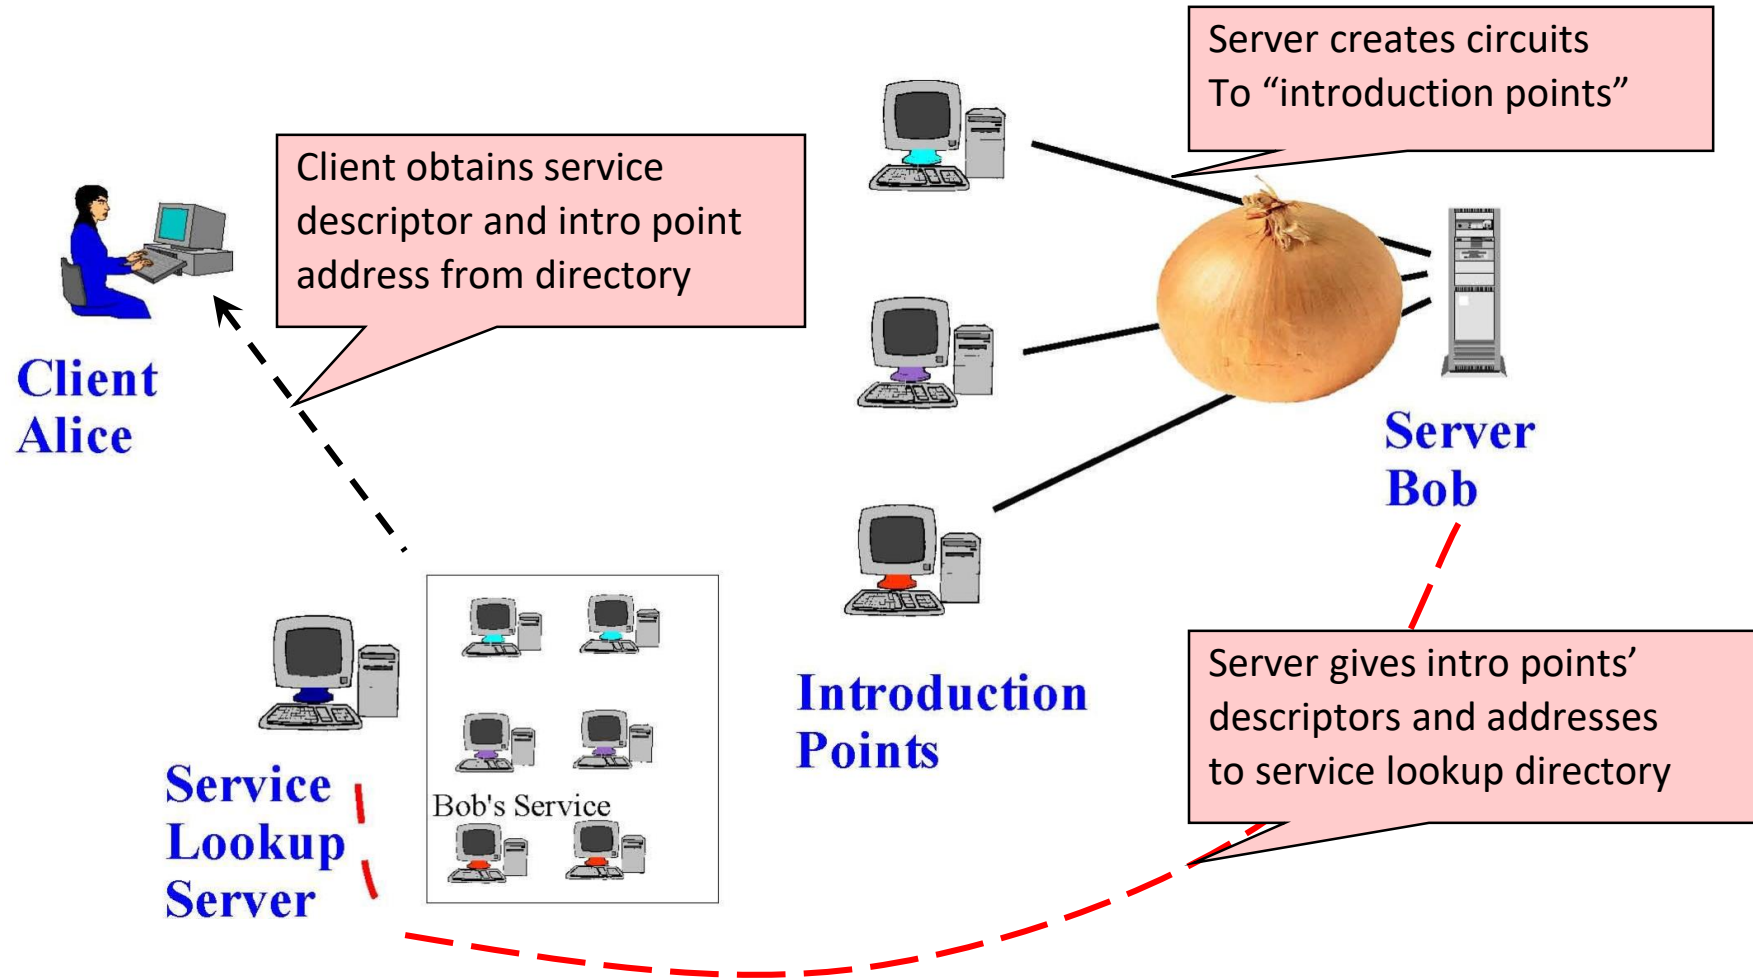 Server creates circuits
To “introduction points”
Client obtains service
descriptor and intro point
address from directory
Client
Alice
Server
Bob
Introduction
Points
Server gives intro points’
descriptors and addresses
to service lookup directory
Service
Lookup
Server
Bob's Service